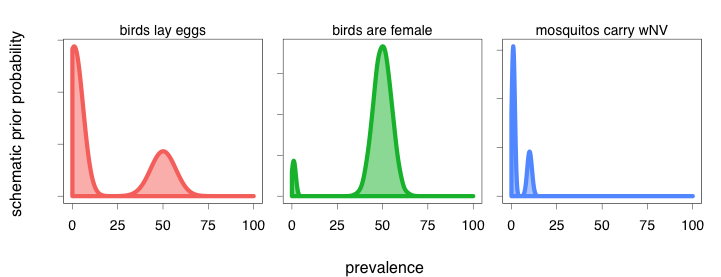 birds lay eggs
birds are female
mosquitos carry wNV
schematic prior probability
0 25 50 75 100
0 25 50 75 100
0 25 50 75 100
prevalence